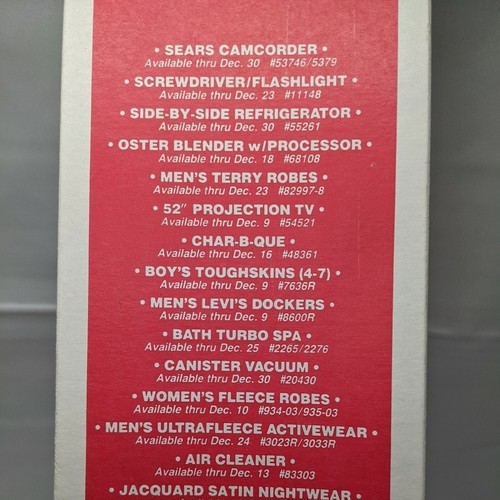 • SEARS CAMCORDER •
Available thru Dec. 30 #53746/5379
• SCREWDRIVER/FLASHLIGHT •
Available thru Dec. 23 #11148
• SIDE-BY-SIDE REFRIGERATOR •
Available thru Dec. 30 #55261
• OSTER BLENDER w/PROCESSOR •
Available thru Dec. 18 #68108
• MEN'S TERRY ROBES •
Available thru Dec. 23 #82997-8
• 52" PROJECTION TV •
Available thru Dec. 9 #54521
• CHAR-B-QUE •
Available thru Dec. 16 #48361
• BOY'S TOUGHSKINS (4-7) •
Available thru Dec. 9 #7636R
• MEN'S LEVI'S DOCKERS •
Available thru Dec. 9 #8600R
• BATH TURBO SPA •
Available thru Dec. 25 #2265/2276
• CANISTER VACUUM •
Available thru Dec. 30 #20430
• WOMEN'S FLEECE ROBES •
Available thru Dec. 10 #934-03/935-03
• MEN'S ULTRAFLEECE ACTIVEWEAR •
Available thru Dec. 24 #3023R/3033R
• AIR CLEANER •
Available thru Dec. 13 #83303
• JACQUARD SATIN NIGHTWEAR •